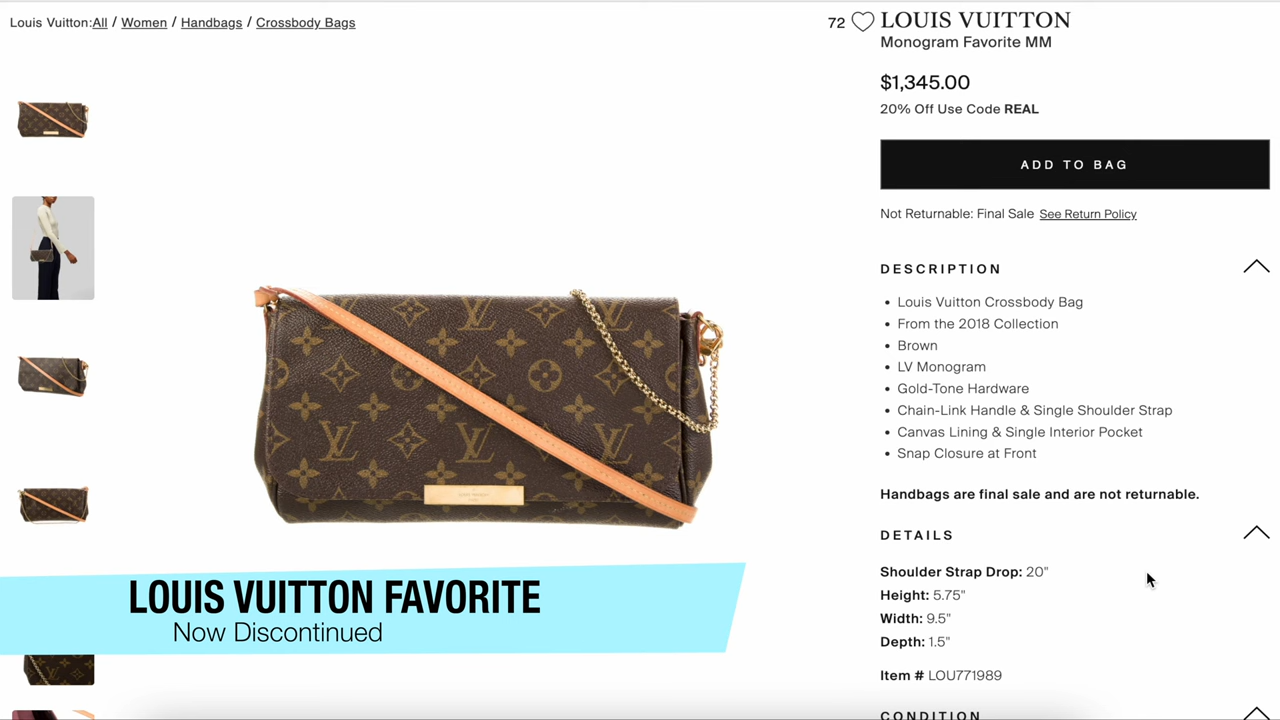 Louis Vuitton:All / Women / Handbags / Crossbody Bags
72
LOUIS VUITTON
Monogram Favorite MM
$1,345.00
20% Off Use Code REAL
ADD TO BAG
Not Returnable: Final Sale See Return Policy
DESCRIPTION
• Louis Vuitton Crossbody Bag
• From the 2018 Collection
• Brown
• LV Monogram
• Gold-Tone Hardware
• Chain-Link Handle & Single Shoulder Strap
• Canvas Lining & Single Interior Pocket
• Snap Closure at Front
Handbags are final sale and are not returnable.
DETAILS
Shoulder Strap Drop: 20"
Height: 5.75"
Width: 9.5"
Depth: 1.5"
Item # LOU771989
CONDITION
LOUIS VUITTON FAVORITE
Now Discontinued